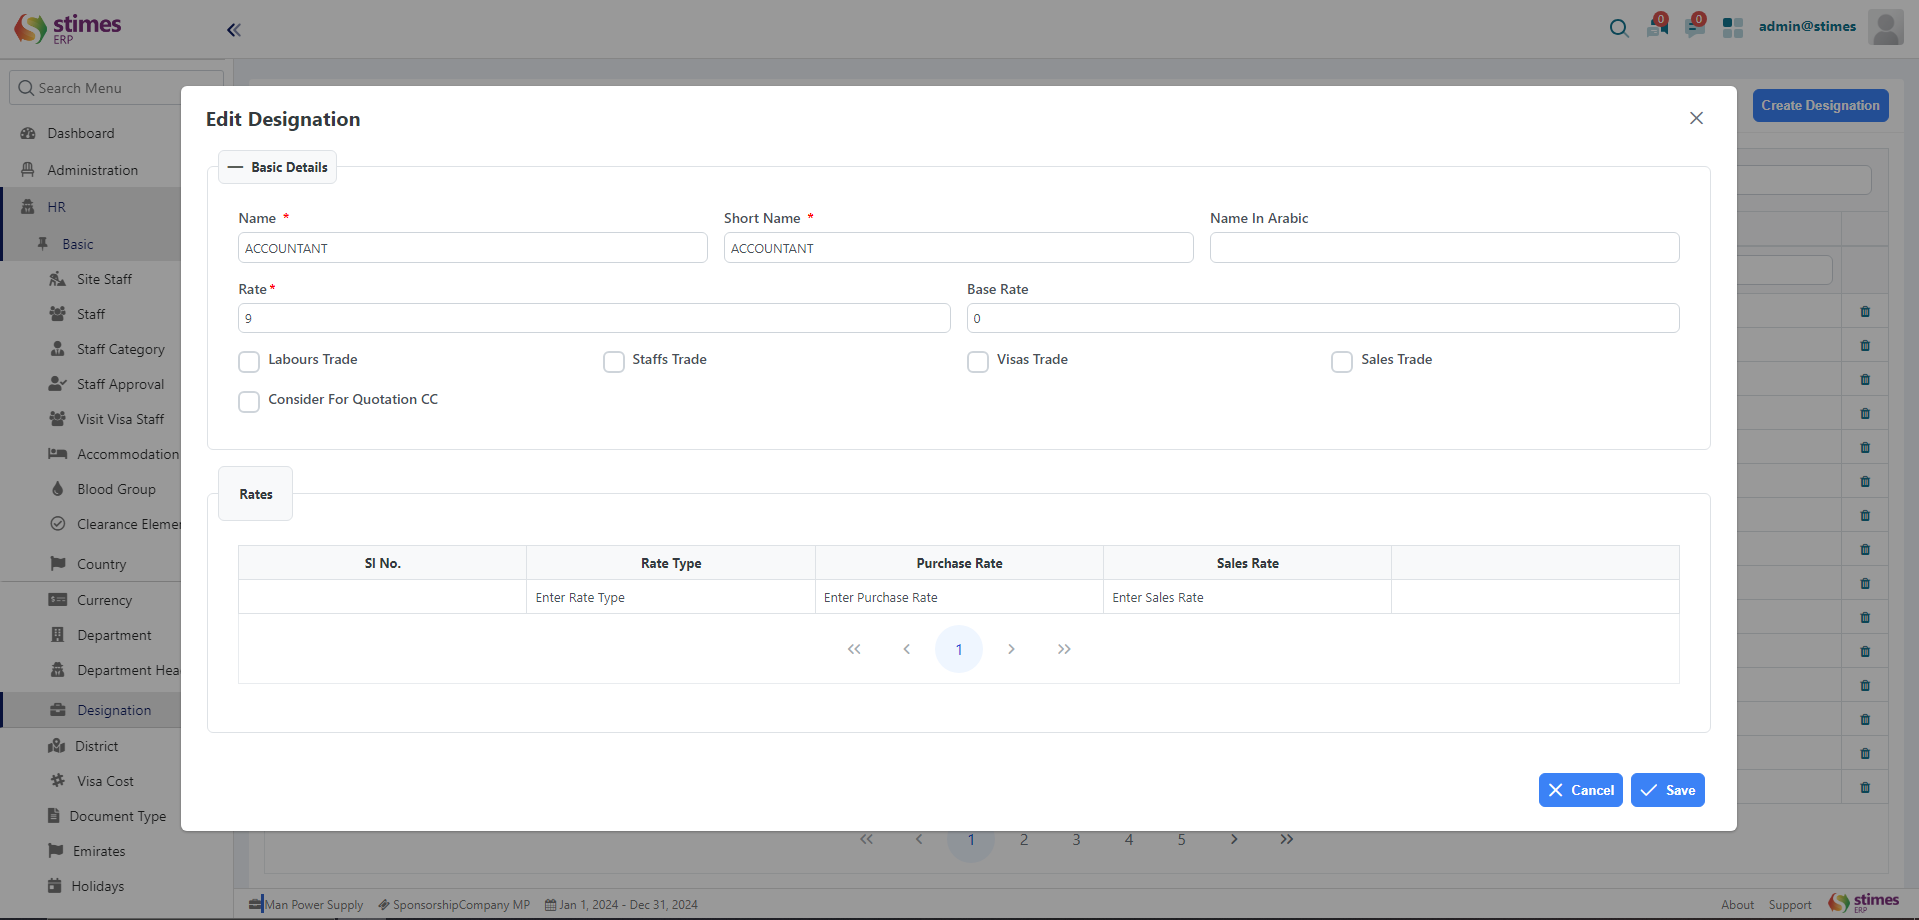 stimes
ERP
0
0
admin@stimes
Search Menu
Dashboard
Administration
HR
Basic
Site Staff
Staff
Staff Category
Staff Approval
Visit Visa Staff
Accommodation
Blood Group
Clearance Elemen
Country
Currency
Department
Department Hea
Designation
District
Visa Cost
Document Type
Emirates
Holidays
Create Designation
Edit Designation
Basic Details
Name *
Short Name *
Name In Arabic
ACCOUNTANT
ACCOUNTANT
Rate*
Base Rate
9
0
Labours Trade
Staffs Trade
Visas Trade
Sales Trade
Consider For Quotation CC
Rates
Sl No. Rate Type Purchase Rate Sales Rate
Enter Rate Type Enter Purchase Rate Enter Sales Rate
1
Cancel
Save
1 2 3 4 5
Man Power Supply SponsorshipCompany MP Jan 1, 2024 - Dec 31, 2024
About Support stimes
ERP